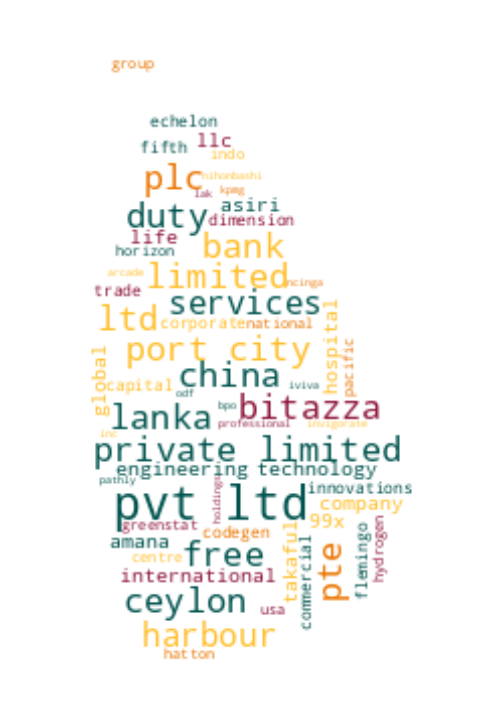 group
echelon
fifth llc
indo
plc nihonbashi
lak kpmg
asiri
duty dimension
life
horizon bank
arcade limited ncinga
trade
services
ltd corporate national
hospital
port city
pacific
global
china
capital iviva
odf
bpo bitazza
lanka
professional invigorate
inc
private limited
engineering technology
pathly
holdings
pvt ltd innovations
company
greenstat 99x
codegen
amana
free
centre
takaful
commercial
pte
flemingo
hydrogen
international
ceylon usa
harbour
hatton